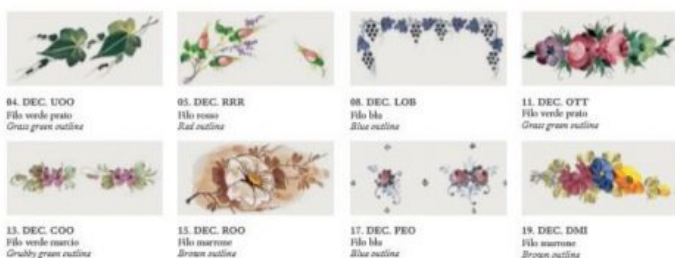 04. DEC. UOO
Filo verde prato
Grass green outline
05. DEC. RRR
Filo rosso
Red outline
08. DEC. LOB
Filo blu
Blue outline
11. DEC. OTT
Filo verde prato
Grass green outline
13. DEC. COO
Filo verde marcio
Grubby green outline
15. DEC. ROO
Filo marrone
Brown outline
17. DEC. PEO
Filo blu
Blue outline
19. DEC. DMI
Filo marrone
Brown outline